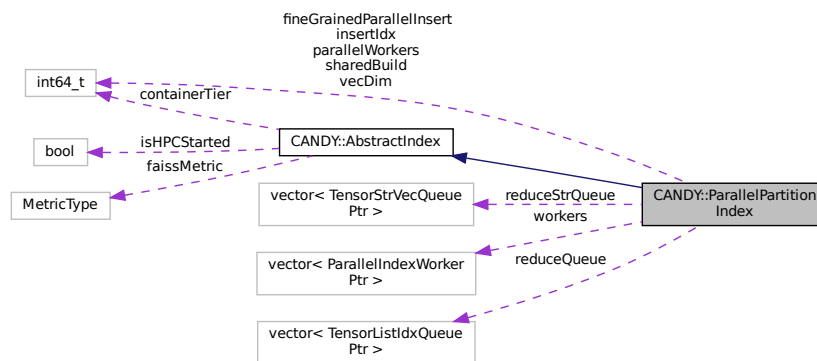 fineGrainedParallelInsert
insertIdx
parallelWorkers
sharedBuild
vecDim
int64_t
containerTier
CANDY::AbstractIndex
isHPCStarted
bool
faissMetric
MetricType
vector< TensorStrVecQueue
Ptr >
reduceStrQueue
workers
CANDY::ParallelPartition
Index
vector< ParallelIndexWorker
Ptr >
reduceQueue
vector< TensorListIdxQueue
Ptr >